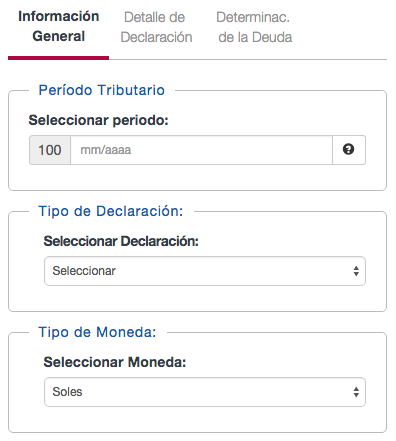 Información General
Detalle de Declaración
Determinac. de la Deuda
Período Tributario
Seleccionar periodo:
100 mm/aaaa ?
Tipo de Declaración:
Seleccionar Declaración:
Seleccionar
Tipo de Moneda:
Seleccionar Moneda:
Soles